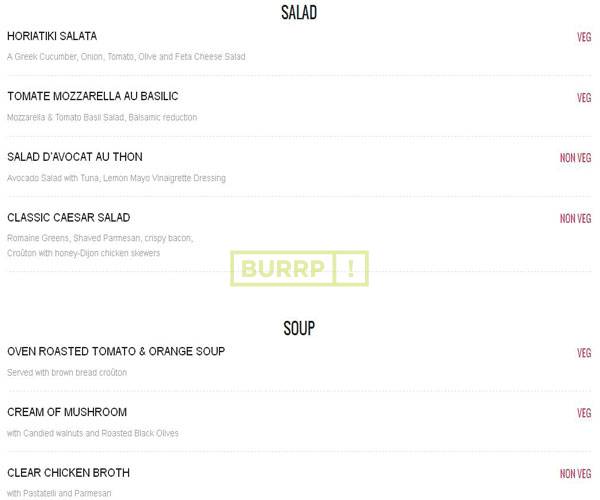 SALAD
HORIATIKI SALATA VEG
A Greek Cucumber, Onion, Tomato, Olive and Feta Cheese Salad
TOMATE MOZZARELLA AU BASILIC VEG
Mozzarella & Tomato Basil Salad, Balsamic reduction
SALAD D'AVOCAT AU THON NON VEG
Avocado Salad with Tuna, Lemon Mayo Vinaigrette Dressing
CLASSIC CAESAR SALAD NON VEG
Romaine Greens, Shaved Parmesan, crispy bacon,
Croûton with honey-Dijon chicken skewers
BURRP !
SOUP
OVEN ROASTED TOMATO & ORANGE SOUP VEG
Served with brown bread croûton
CREAM OF MUSHROOM VEG
with Candied walnuts and Roasted Black Olives
CLEAR CHICKEN BROTH NON VEG
with Pastatelli and Parmesan